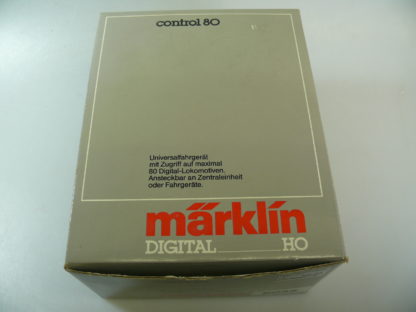 control 80
Universalfahrgerät
mit Zugriff auf maximal
80 Digital-Lokomotiven.
Ansteckbar an Zentraleinheit
oder Fahrgeräte.
märklin
DIGITAL HO